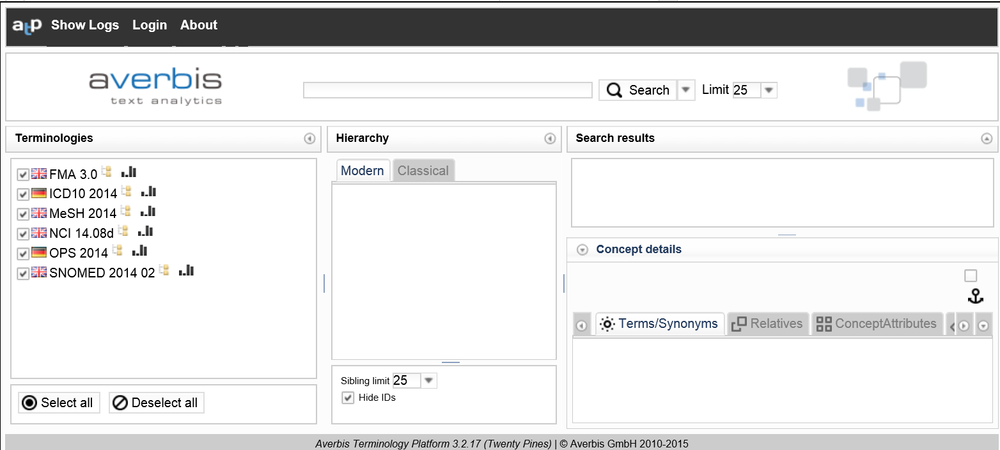 atp Show Logs Login About
averbis
text analytics
Search Limit 25
Terminologies
FMA 3.0
ICD10 2014
MeSH 2014
NCI 14.08d
OPS 2014
SNOMED 2014 02
Select all Deselect all
Hierarchy
Modern Classical
Sibling limit 25
Hide IDs
Search results
Concept details
Terms/Synonyms Relatives ConceptAttributes
Averbis Terminology Platform 3.2.17 (Twenty Pines) | © Averbis GmbH 2010-2015